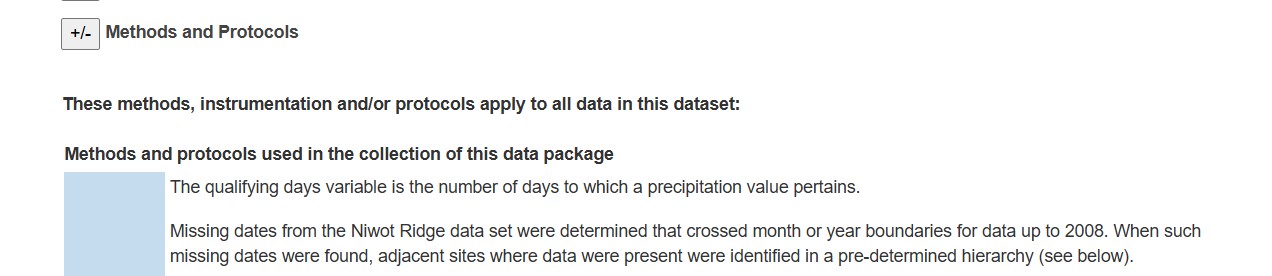 +/- Methods and Protocols
These methods, instrumentation and/or protocols apply to all data in this dataset:
Methods and protocols used in the collection of this data package
The qualifying days variable is the number of days to which a precipitation value pertains.
Missing dates from the Niwot Ridge data set were determined that crossed month or year boundaries for data up to 2008. When such
missing dates were found, adjacent sites where data were present were identified in a pre-determined hierarchy (see below).